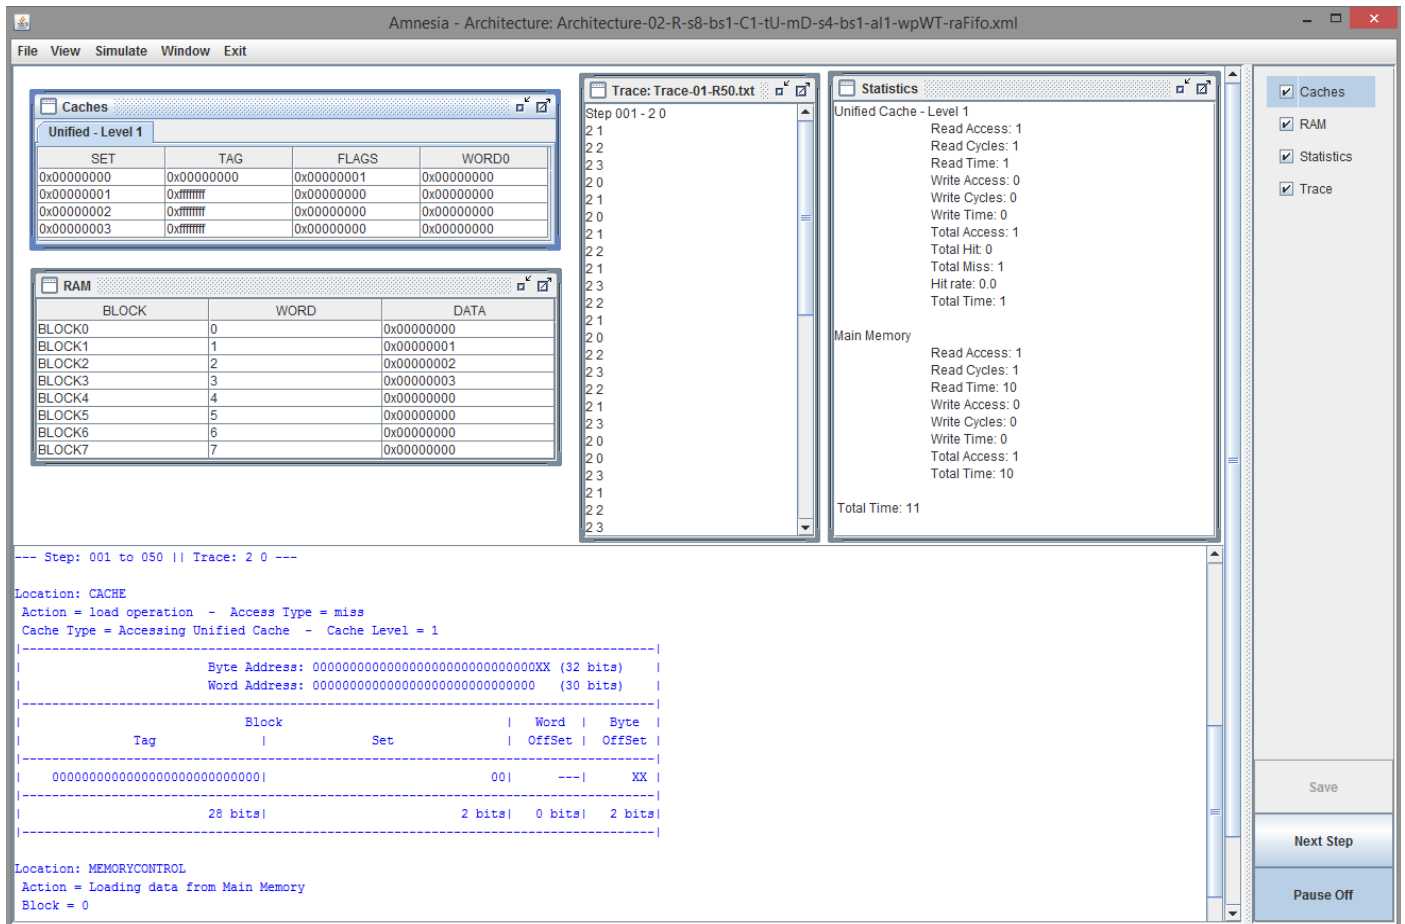 Amnesia - Architecture: Architecture-02-R-s8-bs1-C1-tU-mD-s4-bs1-al1-wpWT-raFifo.xml
File View Simulate Window Exit
Caches
Unified - Level 1
SET TAG FLAGS WORD0
0x00000000 0x00000000 0x00000001 0x00000000
0x00000001 0xffffffff 0x00000000 0x00000000
0x00000002 0xffffffff 0x00000000 0x00000000
0x00000003 0xffffffff 0x00000000 0x00000000
RAM
BLOCK WORD DATA
BLOCK0 0 0x00000000
BLOCK1 1 0x00000001
BLOCK2 2 0x00000002
BLOCK3 3 0x00000003
BLOCK4 4 0x00000000
BLOCK5 5 0x00000000
BLOCK6 6 0x00000000
BLOCK7 7 0x00000000
Trace: Trace-01-R50.txt
Step 001 - 2 0
2 1
2 2
2 3
2 0
2 1
2 0
2 1
2 2
2 1
2 3
2 2
2 1
2 0
2 2
2 3
2 2
2 1
2 3
2 0
2 0
2 3
2 1
2 2
2 3
Statistics
Unified Cache - Level 1
Read Access: 1
Read Cycles: 1
Read Time: 1
Write Access: 0
Write Cycles: 0
Write Time: 0
Total Access: 1
Total Hit: 0
Total Miss: 1
Hit rate: 0.0
Total Time: 1
Main Memory
Read Access: 1
Read Cycles: 1
Read Time: 10
Write Access: 0
Write Cycles: 0
Write Time: 0
Total Access: 1
Total Time: 10
Total Time: 11
Caches
RAM
Statistics
Trace
--- Step: 001 to 050 || Trace: 2 0 ---
Location: CACHE
Action = load operation - Access Type = miss
Cache Type = Accessing Unified Cache - Cache Level = 1
|-------------------------------------------------------------------------------------|
| Byte Address: 000000000000000000000000000000XX (32 bits) |
| Word Address: 000000000000000000000000000000 (30 bits) |
|-------------------------------------------------------------------------------------|
| Block | Word | Byte |
| Tag | Set | OffSet | OffSet |
|-------------------------------------------------------------------------------------|
| 0000000000000000000000000000| 00| ---| XX |
|-------------------------------------------------------------------------------------|
| 28 bits| 2 bits| 0 bits| 2 bits|
|-------------------------------------------------------------------------------------|
Location: MEMORYCONTROL
Action = Loading data from Main Memory
Block = 0
Save
Next Step
Pause Off